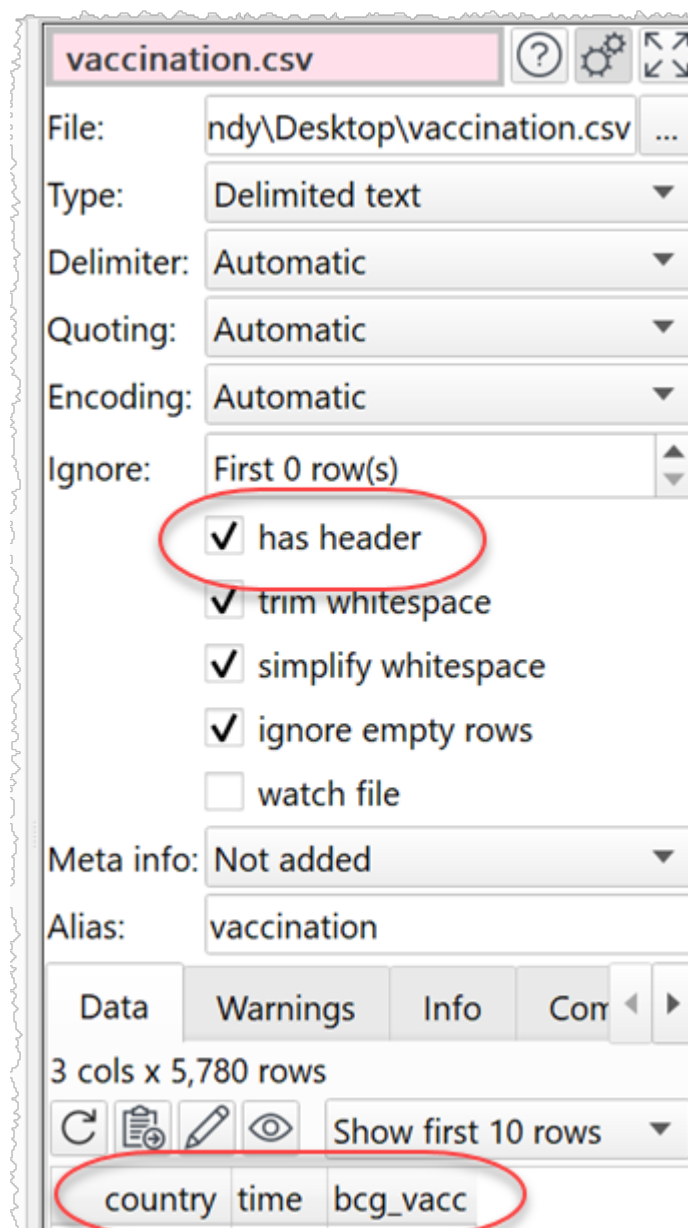 vaccination.csv ?
File: ndy\Desktop\vaccination.csv ...
Type: Delimited text
Delimiter: Automatic
Quoting: Automatic
Encoding: Automatic
Ignore: First 0 row(s)
has header
trim whitespace
simplify whitespace
ignore empty rows
watch file
Meta info: Not added
Alias: vaccination
Data Warnings Info Com
3 cols x 5,780 rows
Show first 10 rows
country time bcg_vacc